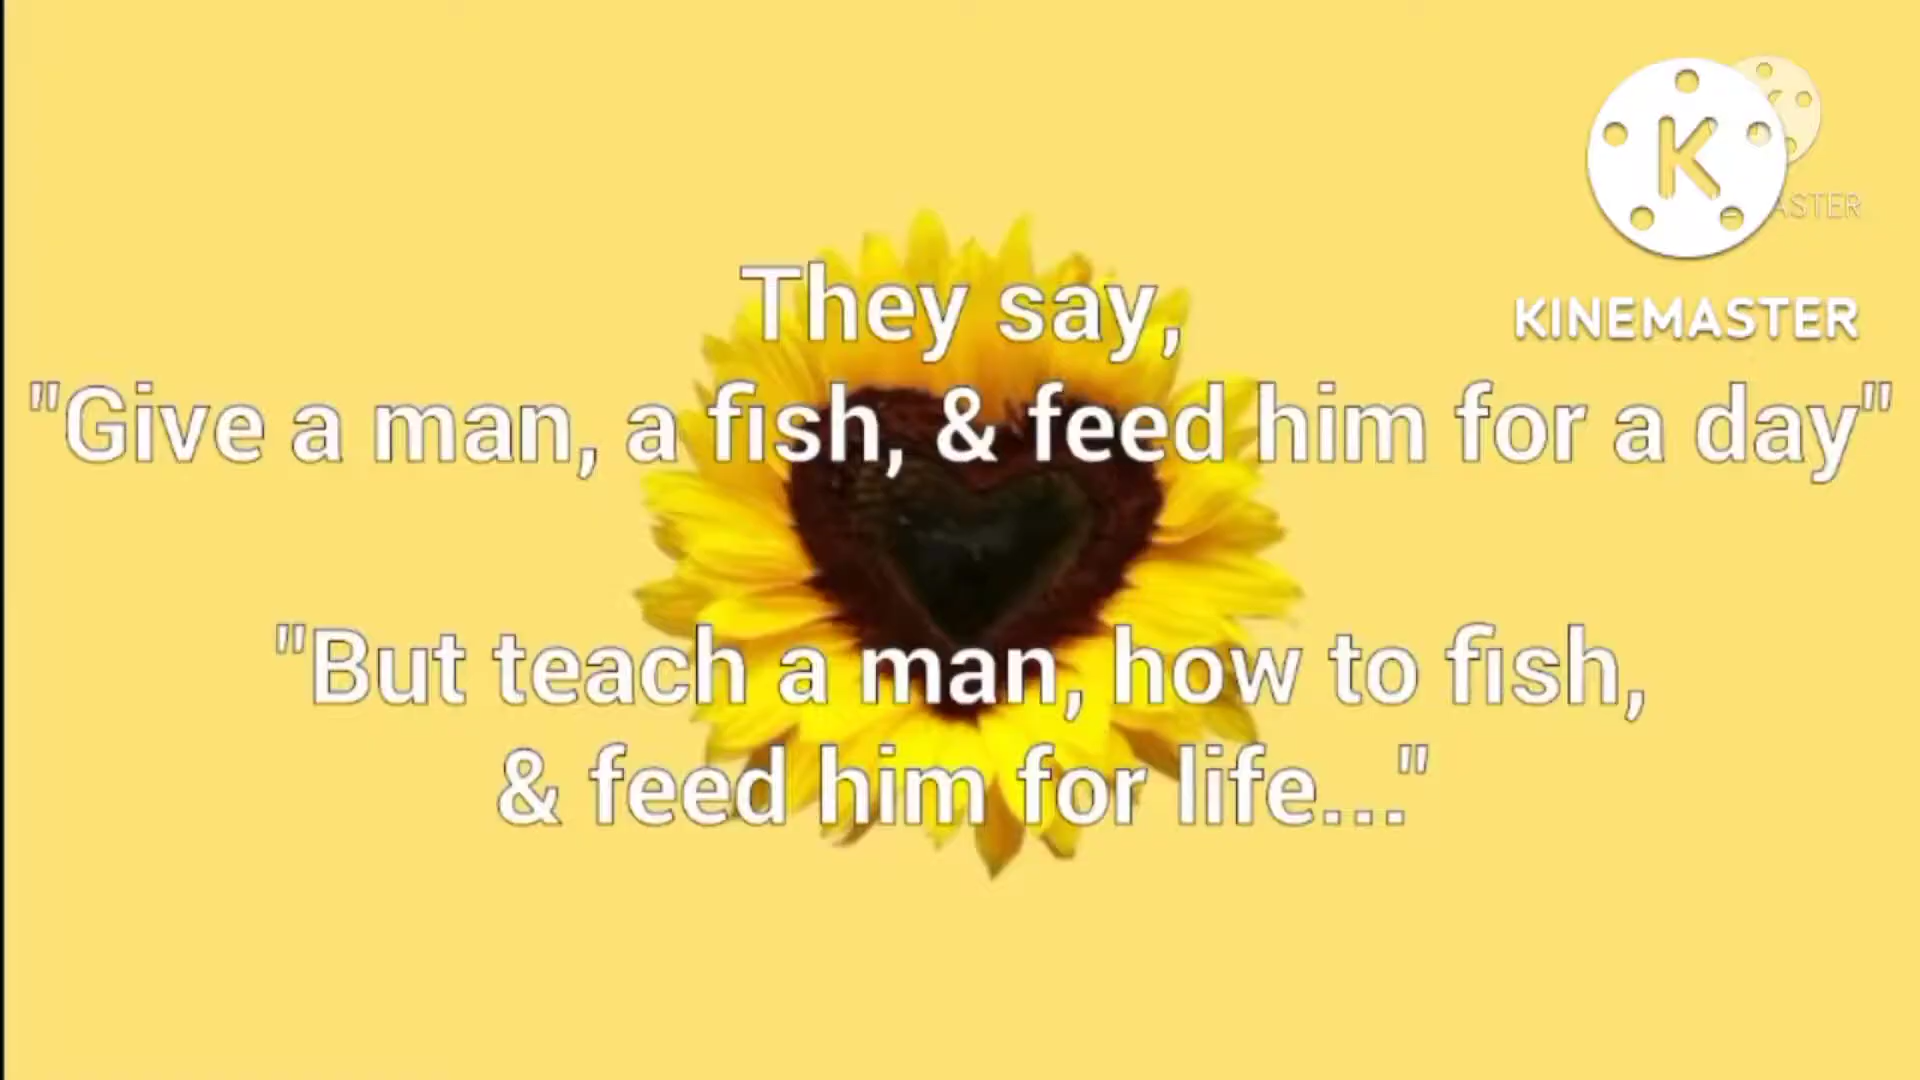 K
KINEMASTER
ASTER
They say,
"Give a man, a fish, & feed him for a day"
"But teach a man, how to fish,
& feed him for life..."